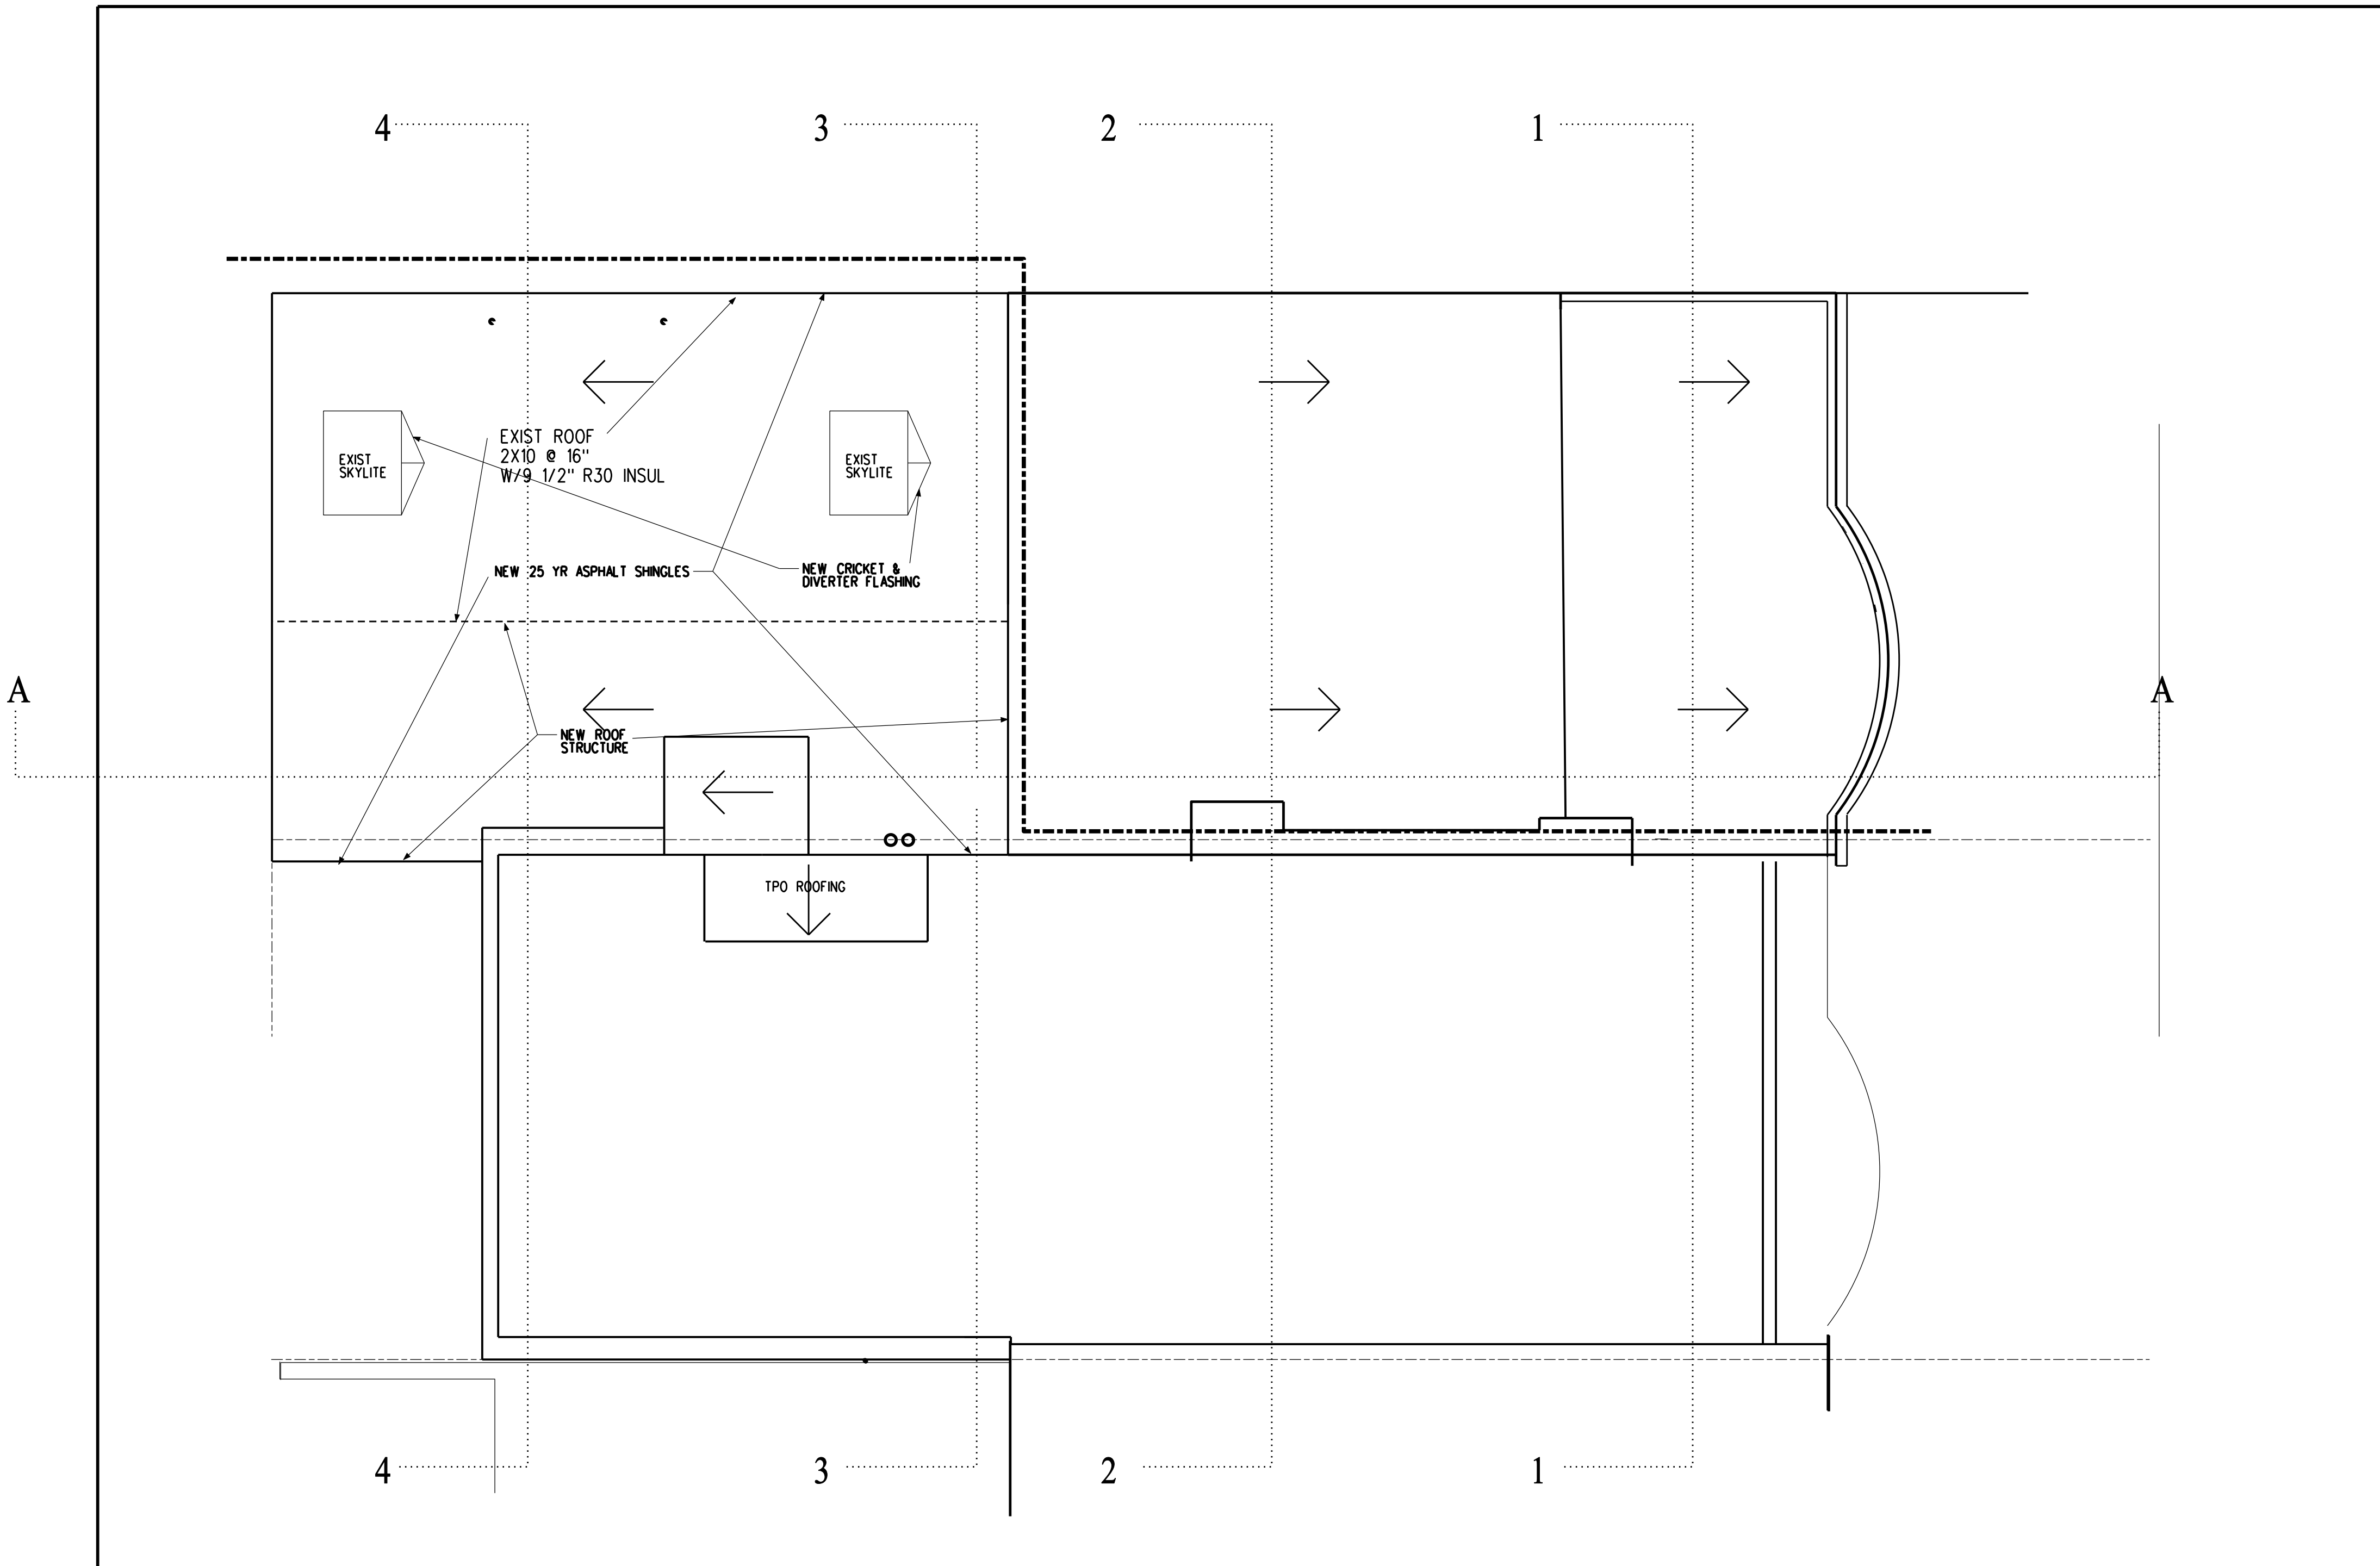 4
3
2
1
EXIST ROOF
2X10 @ 16"
W/9 1/2" R30 INSUL
EXIST
SKYLITE
EXIST
SKYLITE
NEW 25 YR ASPHALT SHINGLES
NEW CRICKET &
DIVERTER FLASHING
A
A
NEW ROOF
STRUCTURE
TPO ROOFING
4
3
2
1